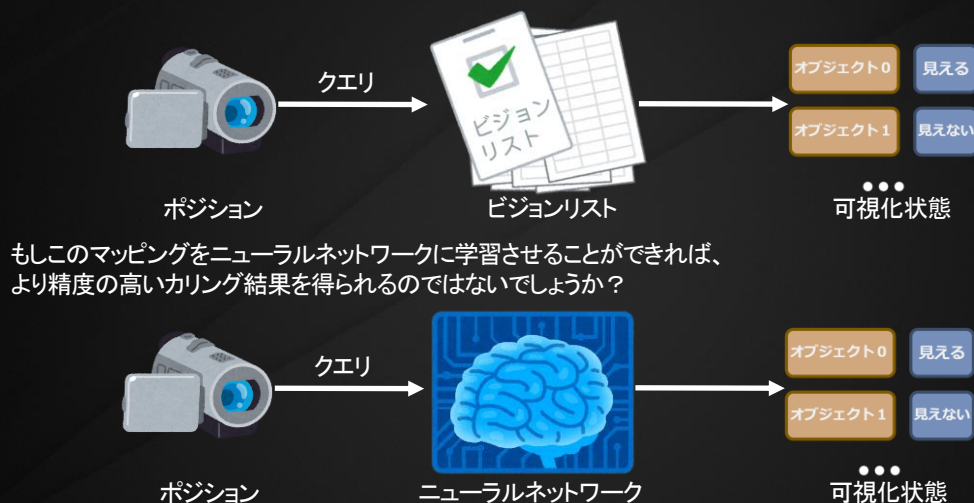 クエリ
ビジョン
リスト
オブジェクト0 見える
オブジェクト1 見えない
•••
ポジション
ビジョンリスト
可視化状態
もしこのマッピングをニューラルネットワークに学習させることができれば、
より精度の高いカリング結果を得られるのではないでしょうか？
クエリ
オブジェクト0 見える
オブジェクト1 見えない
•••
ポジション
ニューラルネットワーク
可視化状態